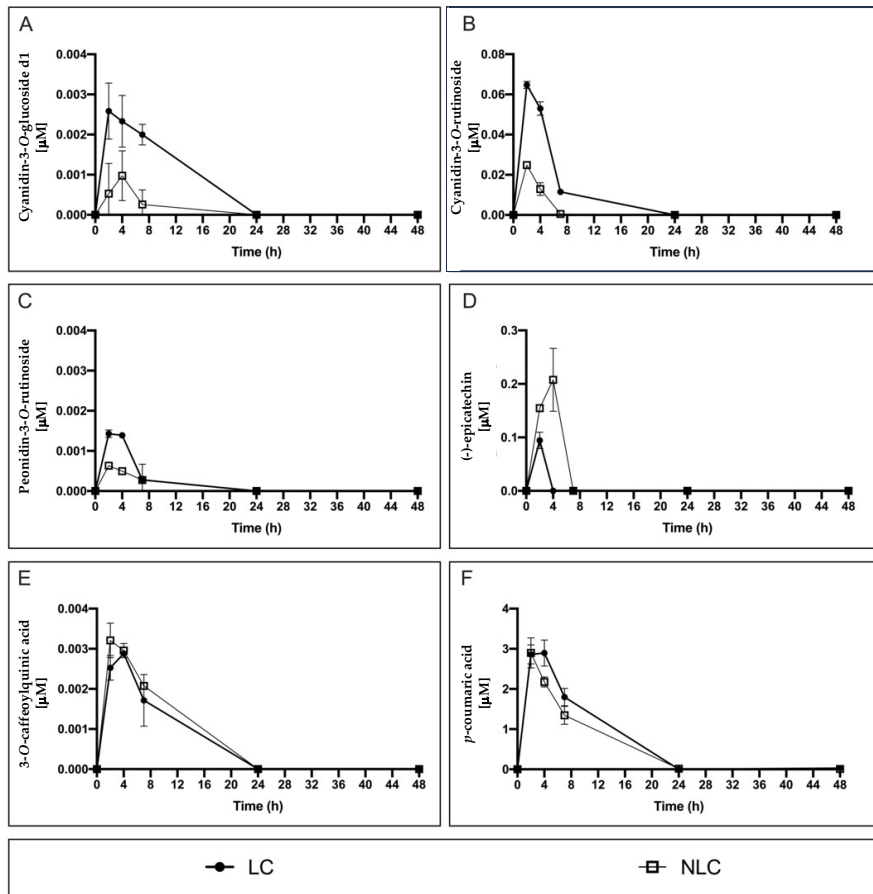 A
Cyanidin-3-O-glucoside d1
[µM]
0.004
0.003
0.002
0.001
0.000
0 4 8 12 16 20 24 28 32 36 40 44 48
Time (h)
B
Cyanidin-3-O-rutinoside
[µM]
0.08
0.06
0.04
0.02
0.00
0 4 8 12 16 20 24 28 32 36 40 44 48
Time (h)
C
Peonidin-3-O-rutinoside
[µM]
0.004
0.003
0.002
0.001
0.000
0 4 8 12 16 20 24 28 32 36 40 44 48
Time (h)
D
(-)-epicatechin
[µM]
0.3
0.2
0.1
0.0
0 4 8 12 16 20 24 28 32 36 40 44 48
Time (h)
E
3-O-caffeoylquinic acid
[µM]
0.004
0.003
0.002
0.001
0.000
0 4 8 12 16 20 24 28 32 36 40 44 48
Time (h)
F
p-coumaric acid
[µM]
4
3
2
1
0
0 4 8 12 16 20 24 28 32 36 40 44 48
Time (h)
LC
NLC